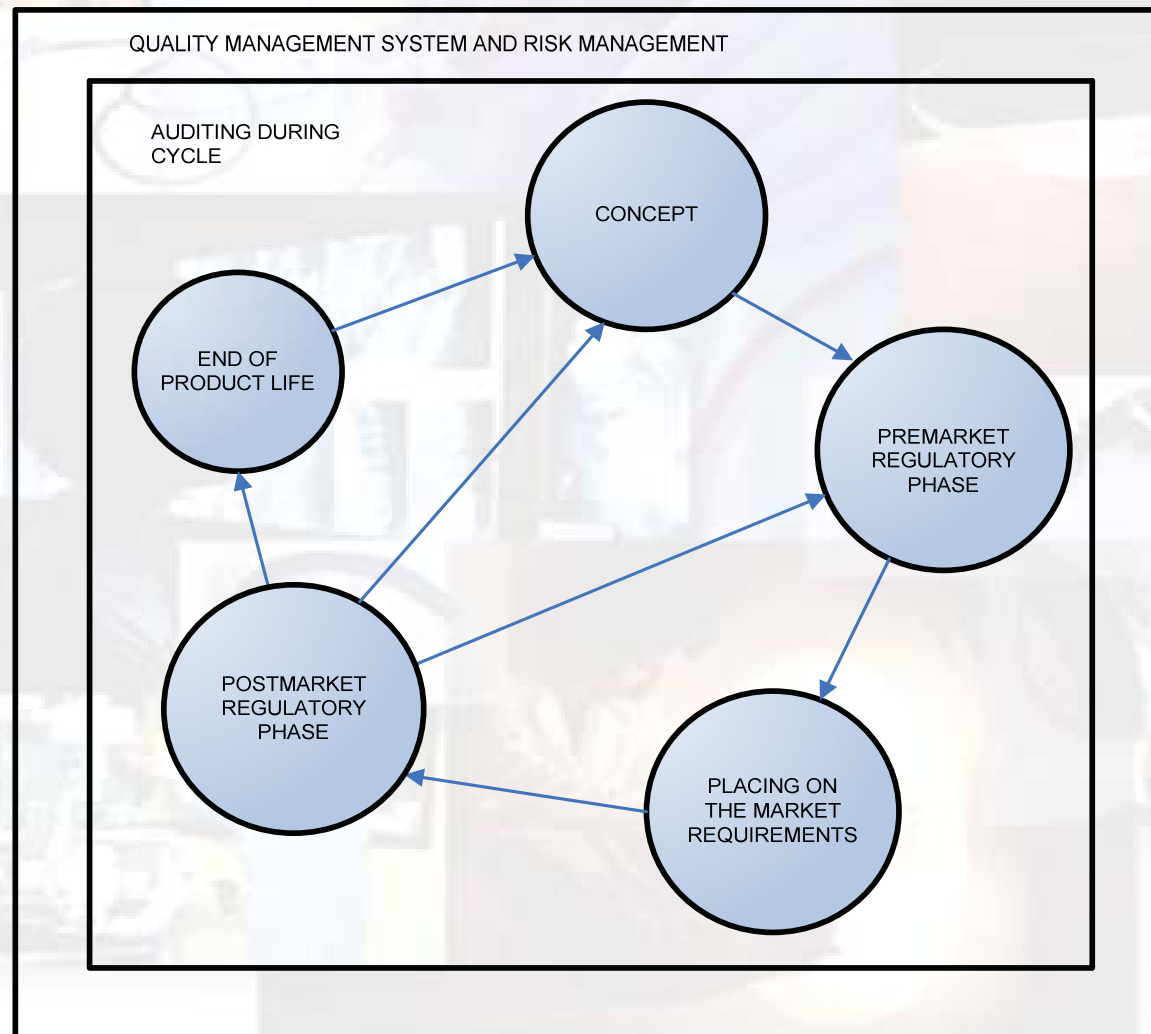 QUALITY MANAGEMENT SYSTEM AND RISK MANAGEMENT
AUDITING DURING
CYCLE
CONCEPT
END OF
PRODUCT LIFE
PREMARKET
REGULATORY
PHASE
POSTMARKET
REGULATORY
PHASE
PLACING ON
THE MARKET
REQUIREMENTS